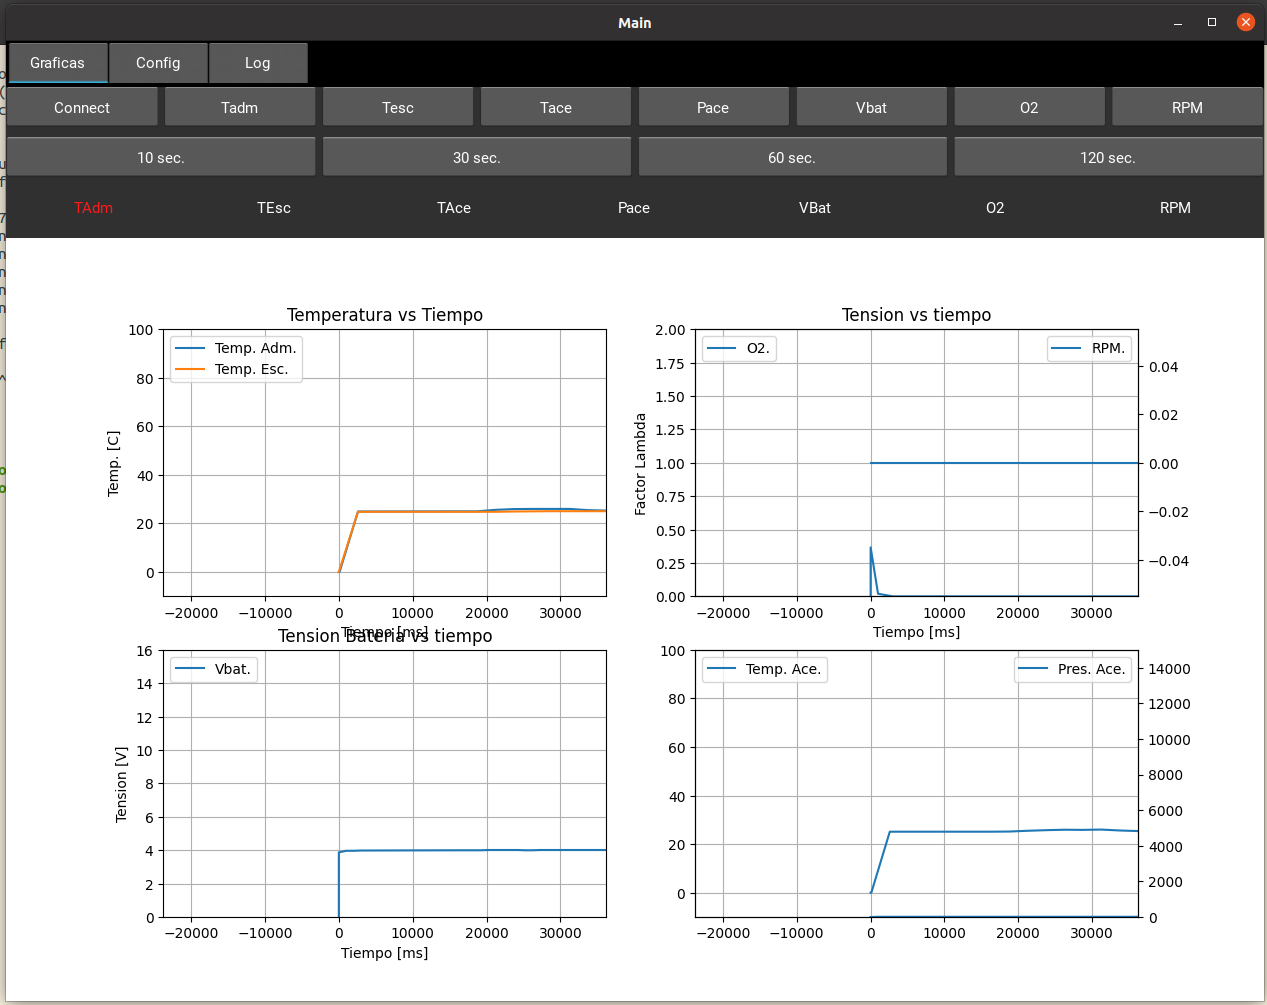 Main
Graficas Config Log
Connect Tadm Tesc Tace Pace Vbat O2 RPM
10 sec. 30 sec. 60 sec. 120 sec.
TAdm TEsc TAce Pace VBat O2 RPM
Temperatura vs Tiempo
Temp. Adm.
Temp. Esc.
Temp. [C]
100
80
60
40
20
0
−20000 −10000 0 10000 20000 30000
Tiempo [ms]
Tension vs tiempo
O2.
RPM.
Factor Lambda
2.00
1.75
1.50
1.25
1.00
0.75
0.50
0.25
0.00
0.04
0.02
0.00
−0.02
−0.04
−20000 −10000 0 10000 20000 30000
Tiempo [ms]
Tension Bateria vs tiempo
Vbat.
Tension [V]
16
14
12
10
8
6
4
2
0
−20000 −10000 0 10000 20000 30000
Tiempo [ms]
Temp. Ace.
Pres. Ace.
100
80
60
40
20
0
14000
12000
10000
8000
6000
4000
2000
0
−20000 −10000 0 10000 20000 30000